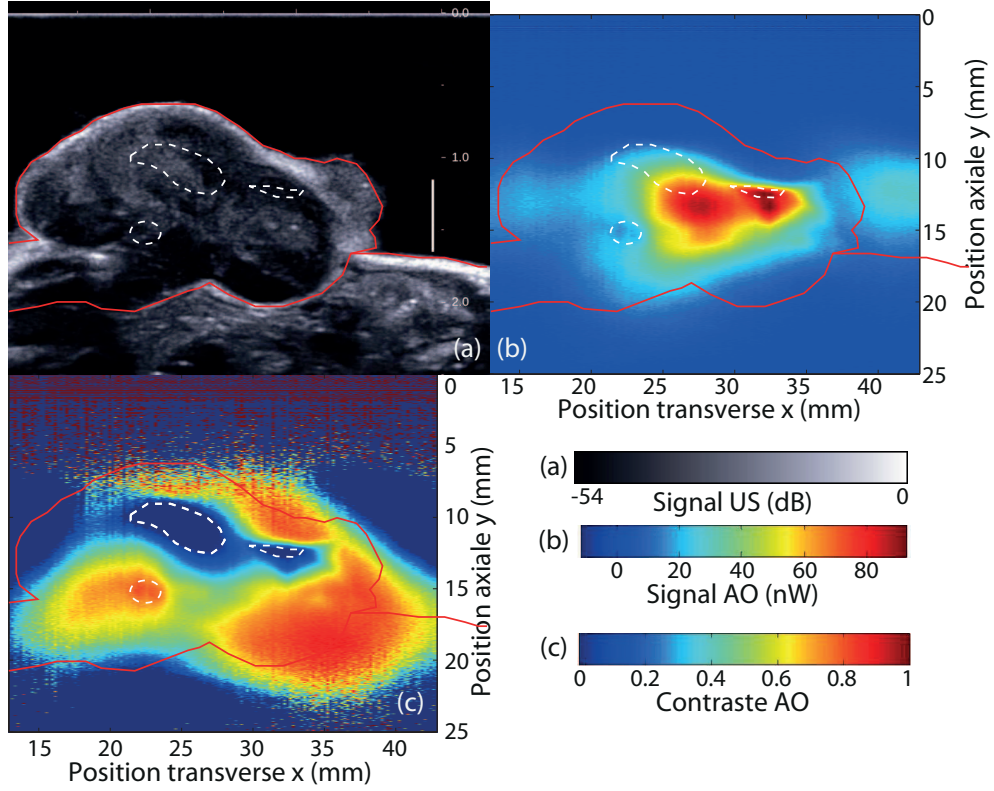 0.0
1.0
2.0
(a)
(b)
0
5
10
15
20
25
Position axiale y (mm)
15 20 25 30 35 40
Position transverse x (mm)
(c)
0
5
10
15
20
25
Position axiale y (mm)
15 20 25 30 35 40
Position transverse x (mm)
(a)
-54 0
Signal US (dB)
(b)
0 20 40 60 80
Signal AO (nW)
(c)
0 0.2 0.4 0.6 0.8 1
Contraste AO